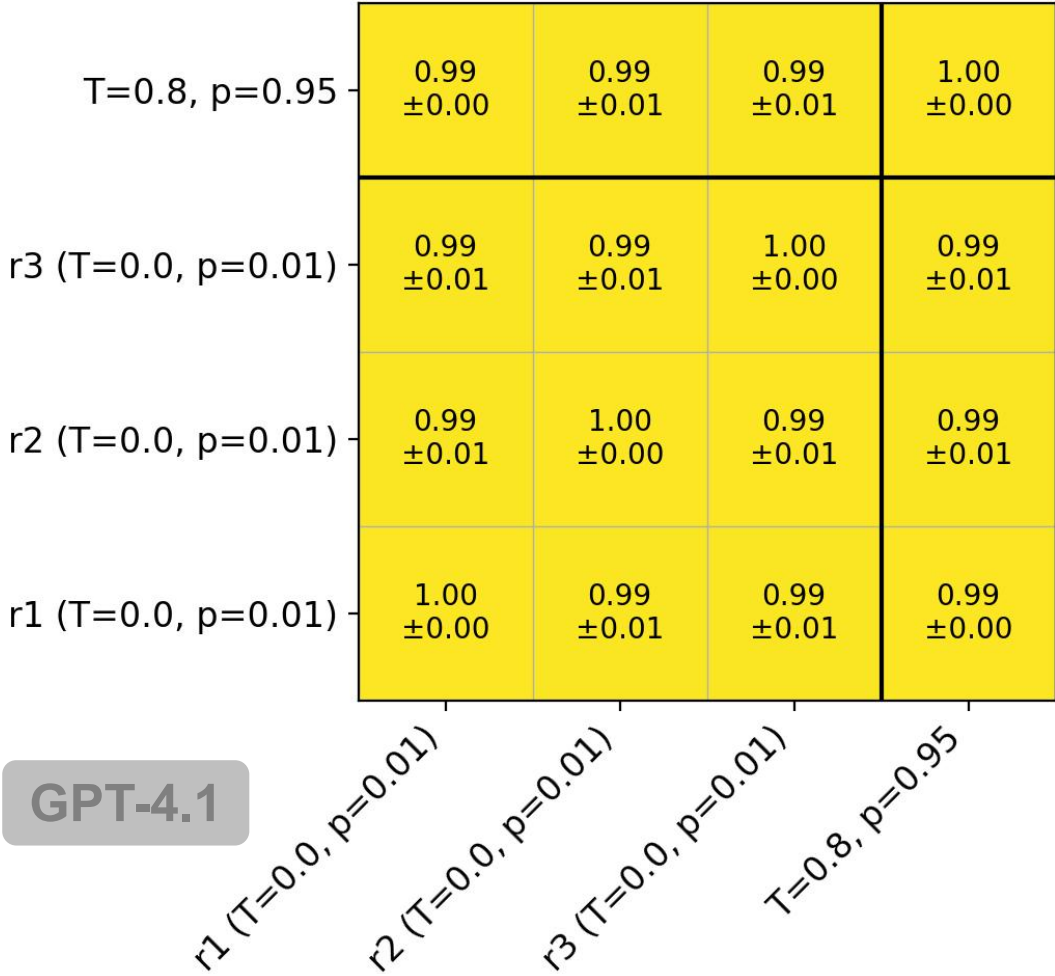 T=0.8, p=0.95
0.99 0.99 0.99 1.00
±0.00 ±0.01 ±0.01 ±0.00
r3 (T=0.0, p=0.01)
0.99 0.99 1.00 0.99
±0.01 ±0.01 ±0.00 ±0.01
r2 (T=0.0, p=0.01)
0.99 1.00 0.99 0.99
±0.01 ±0.00 ±0.01 ±0.01
r1 (T=0.0, p=0.01)
1.00 0.99 0.99 0.99
±0.00 ±0.01 ±0.01 ±0.00
r1 (T=0.0, p=0.01)
r2 (T=0.0, p=0.01)
r3 (T=0.0, p=0.01)
T=0.8, p=0.95
GPT-4.1